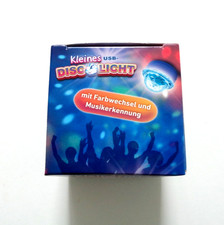 Kleines USB-
DISCO LICHT
mit Farbwechsel und
Musikerkennung